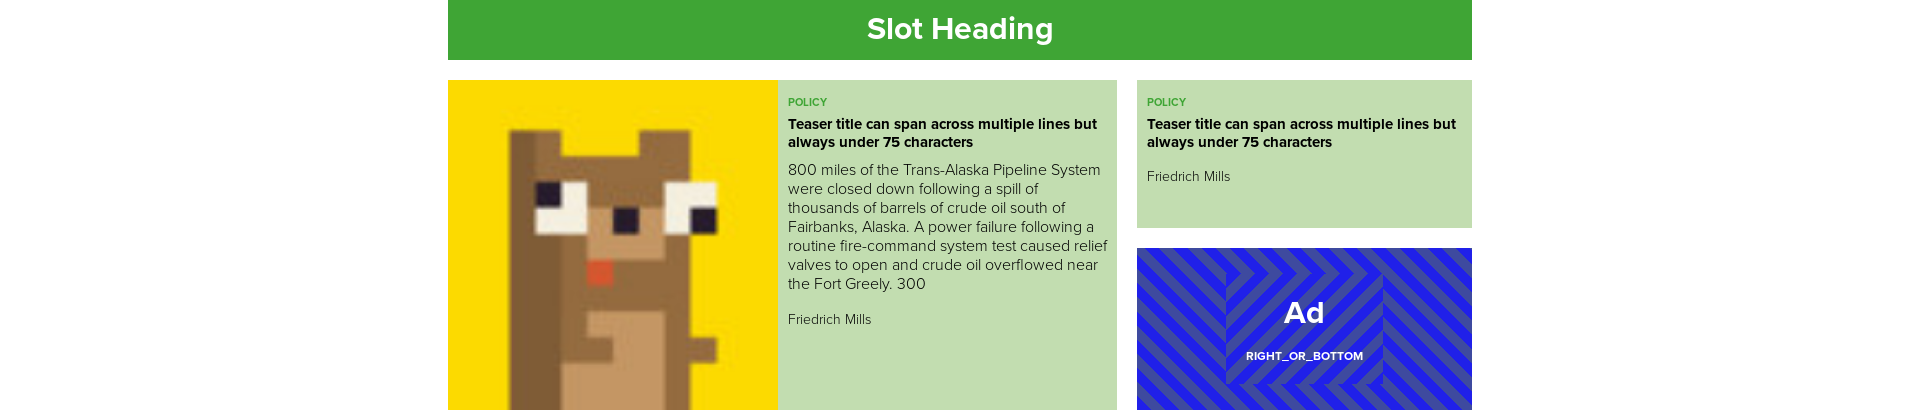 Slot Heading
POLICY
Teaser title can span across multiple lines but
always under 75 characters
800 miles of the Trans-Alaska Pipeline System
were closed down following a spill of
thousands of barrels of crude oil south of
Fairbanks, Alaska. A power failure following a
routine fire-command system test caused relief
valves to open and crude oil overflowed near
the Fort Greely. 300
Friedrich Mills
POLICY
Teaser title can span across multiple lines but
always under 75 characters
Friedrich Mills
Ad
RIGHT_OR_BOTTOM